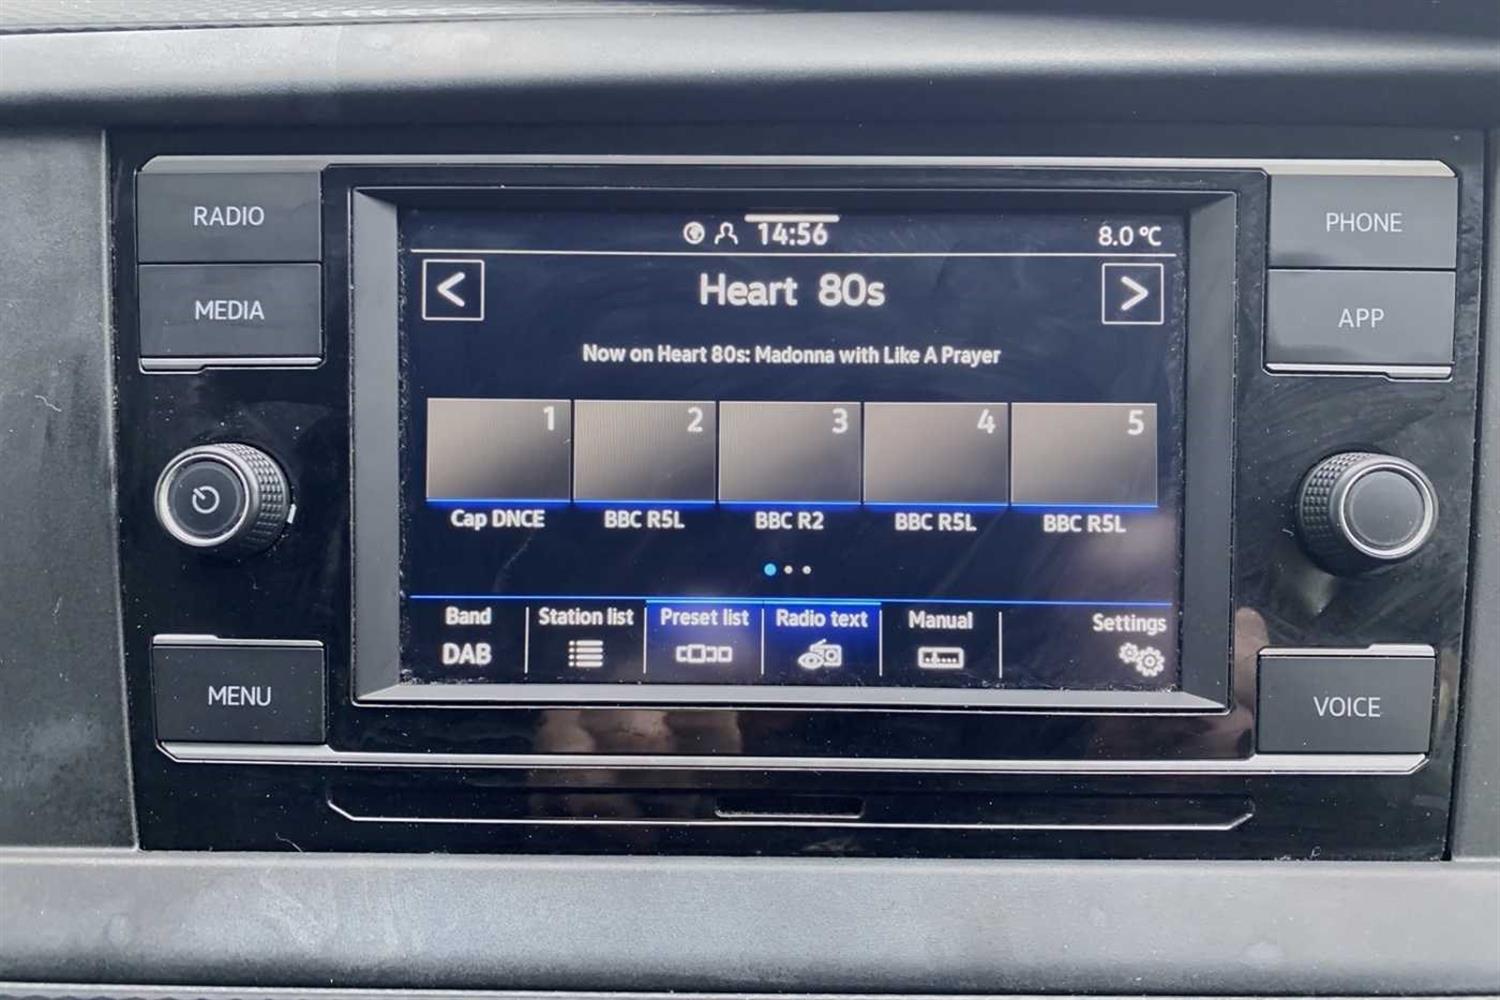 RADIO
MEDIA
MENU
PHONE
APP
VOICE
14:56
8.0 °C
<
Heart 80s
>
Now on Heart 80s: Madonna with Like A Prayer
1 2 3 4 5
Cap DNCE BBC R5L BBC R2 BBC R5L BBC R5L
Band Station list Preset list Radio text Manual Settings
DAB